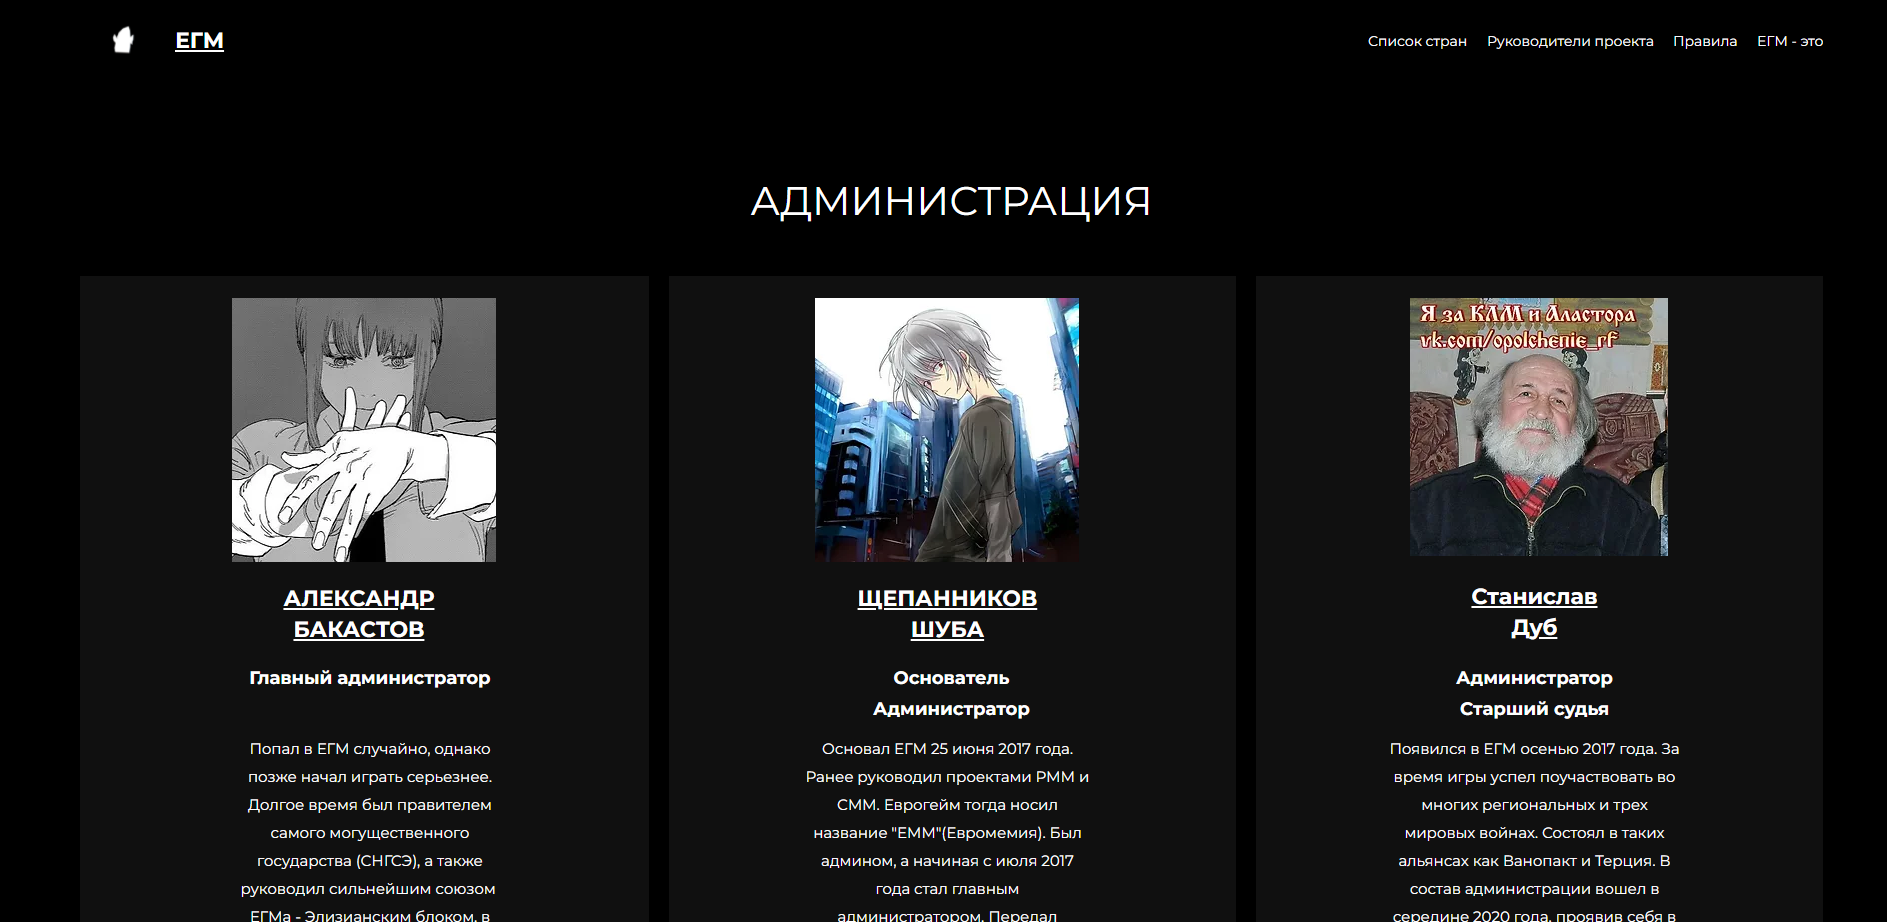 ЕГМ
Список стран
Руководители проекта
Правила
ЕГМ - это
АДМИНИСТРАЦИЯ
АЛЕКСАНДР
БАКАСТОВ
Главный администратор
Попал в ЕГМ случайно, однако
позже начал играть серьезнее.
Долгое время был правителем
самого могущественного
государства (СНГСЭ), а также
руководил сильнейшим союзом
ЕГМа - Элизианским блоком, в
ЩЕПАННИКОВ
ШУБА
Основатель
Администратор
Основал ЕГМ 25 июня 2017 года.
Ранее руководил проектами РММ и
СММ. Еврогейм тогда носил
название "ЕММ"(Евромемия). Был
админом, а начиная с июля 2017
года стал главным
администратором. Передал
Я за КЛМ и Аластора
vk.com/opolchenie_rf
Станислав
Дуб
Администратор
Старший судья
Появился в ЕГМ осенью 2017 года. За
время игры успел поучаствовать во
многих региональных и трех
мировых войнах. Состоял в таких
альянсах как Ванопакт и Терция. В
состав администрации вошел в
середине 2020 года, проявив себя в